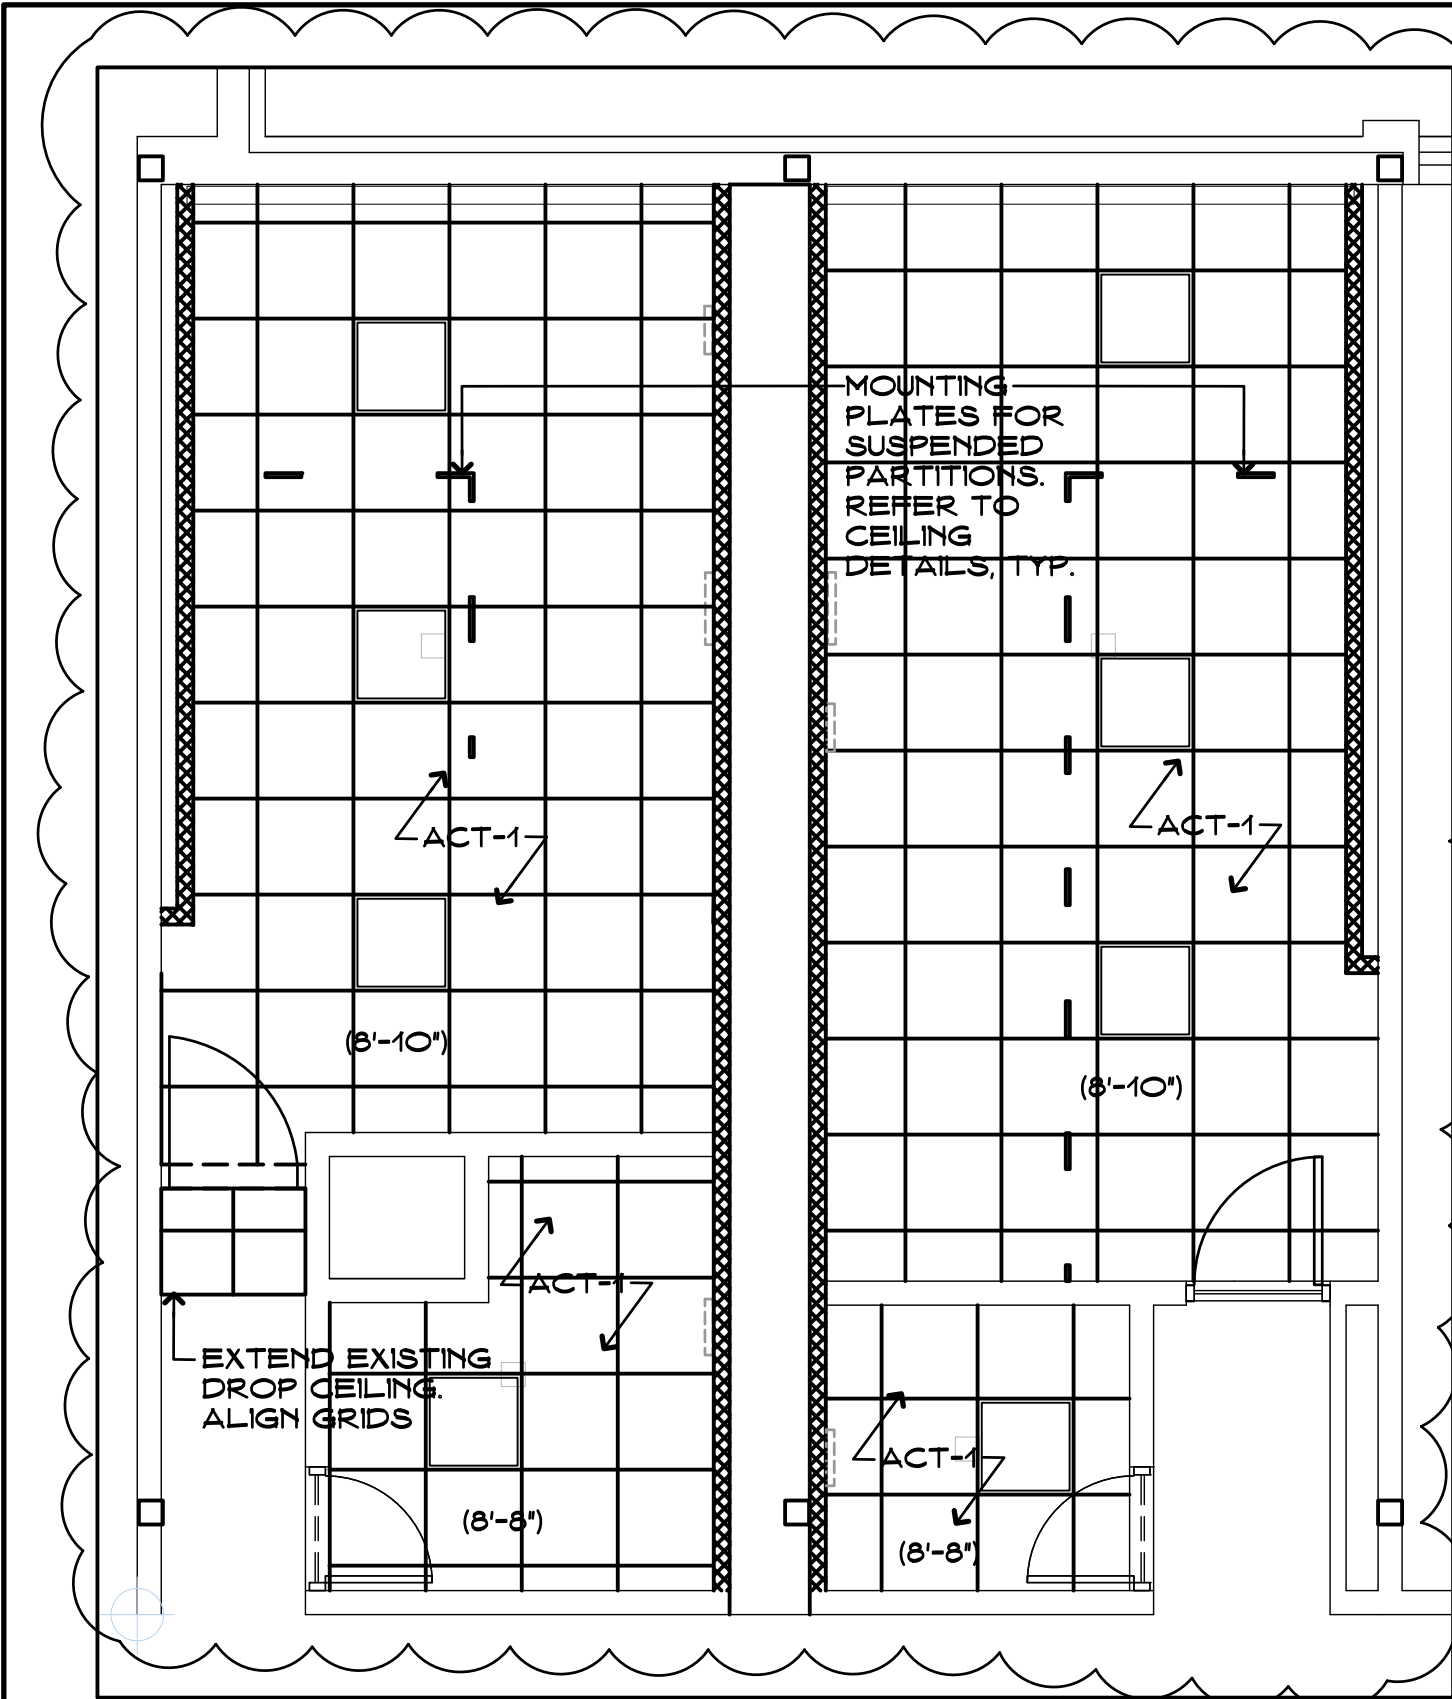 MOUNTING
PLATES FOR
SUSPENDED
PARTITIONS.
REFER TO
CEILING
DETAILS, TYP.
ACT-1
ACT-1
(8'-10")
(8'-10")
ACT-1
EXTEND EXISTING
DROP CEILING.
ALIGN GRIDS
ACT-1
(8'-8")
(8'-8")